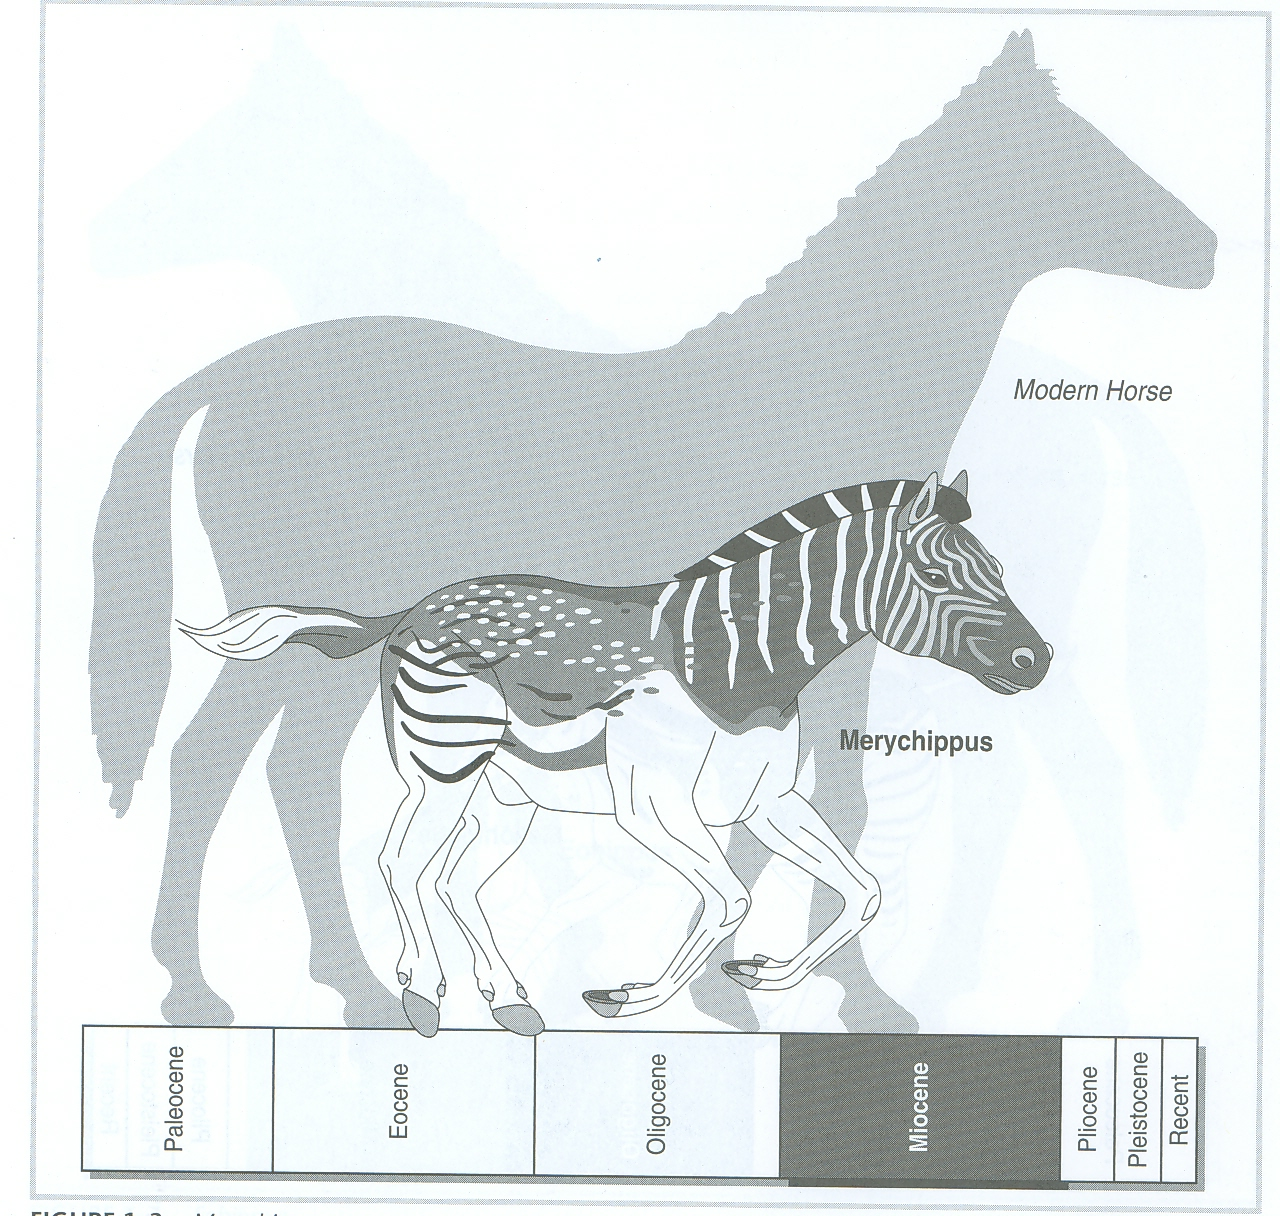 Modern Horse
Merychippus
Paleocene
Eocene
Oligocene
Miocene
Pliocene
Pleistocene
Recent